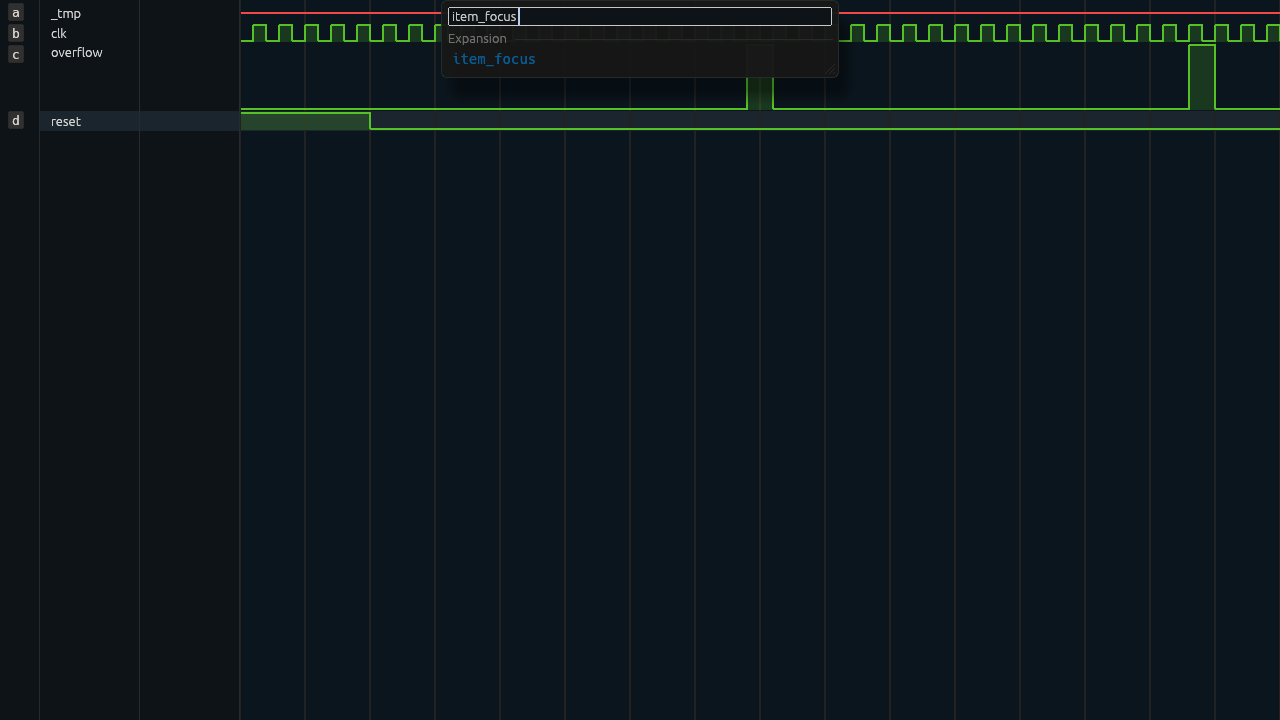 a _tmp
b clk
c overflow
d reset
item_focus
Expansion
item_focus